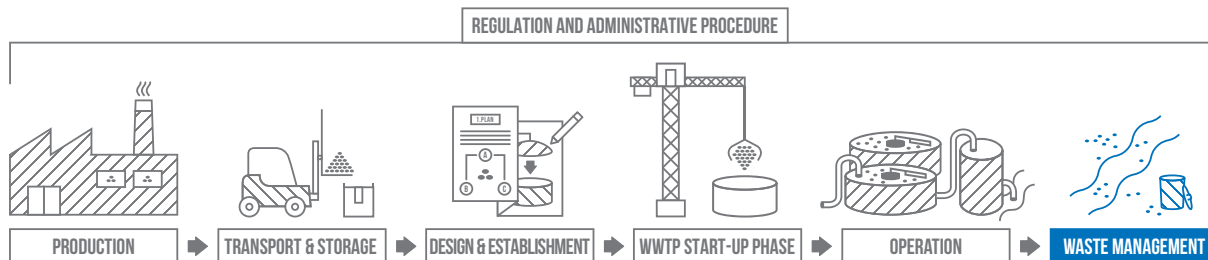 REGULATION AND ADMINISTRATIVE PROCEDURE
1.PLAN
A
B
C
PRODUCTION
TRANSPORT & STORAGE
DESIGN & ESTABLISHMENT
WWTP START-UP PHASE
OPERATION
WASTE MANAGEMENT